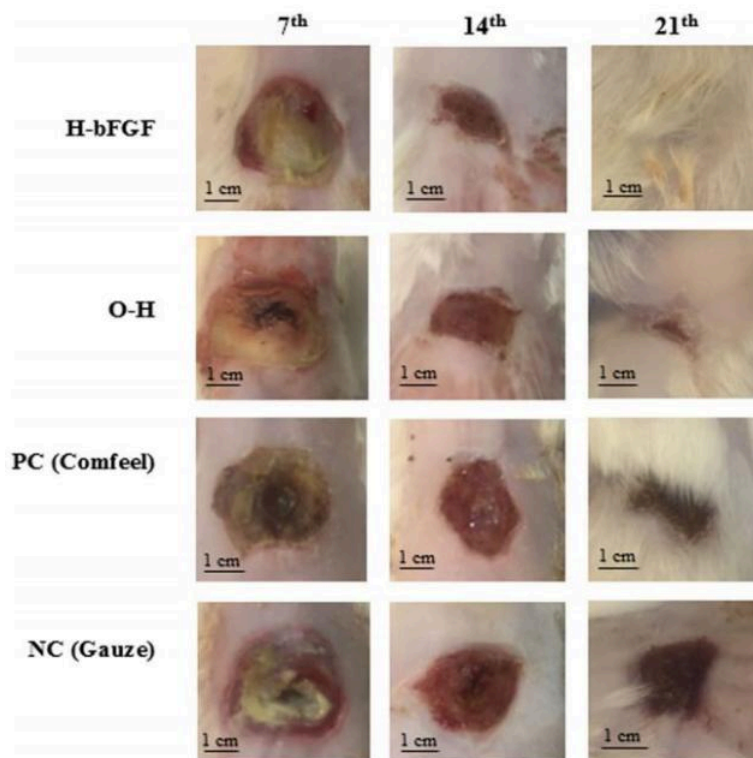 7th 14th 21th
H-bFGF
1 cm 1 cm 1 cm
O-H
1 cm 1 cm 1 cm
PC (Comfeel)
1 cm 1 cm 1 cm
NC (Gauze)
1 cm 1 cm 1 cm